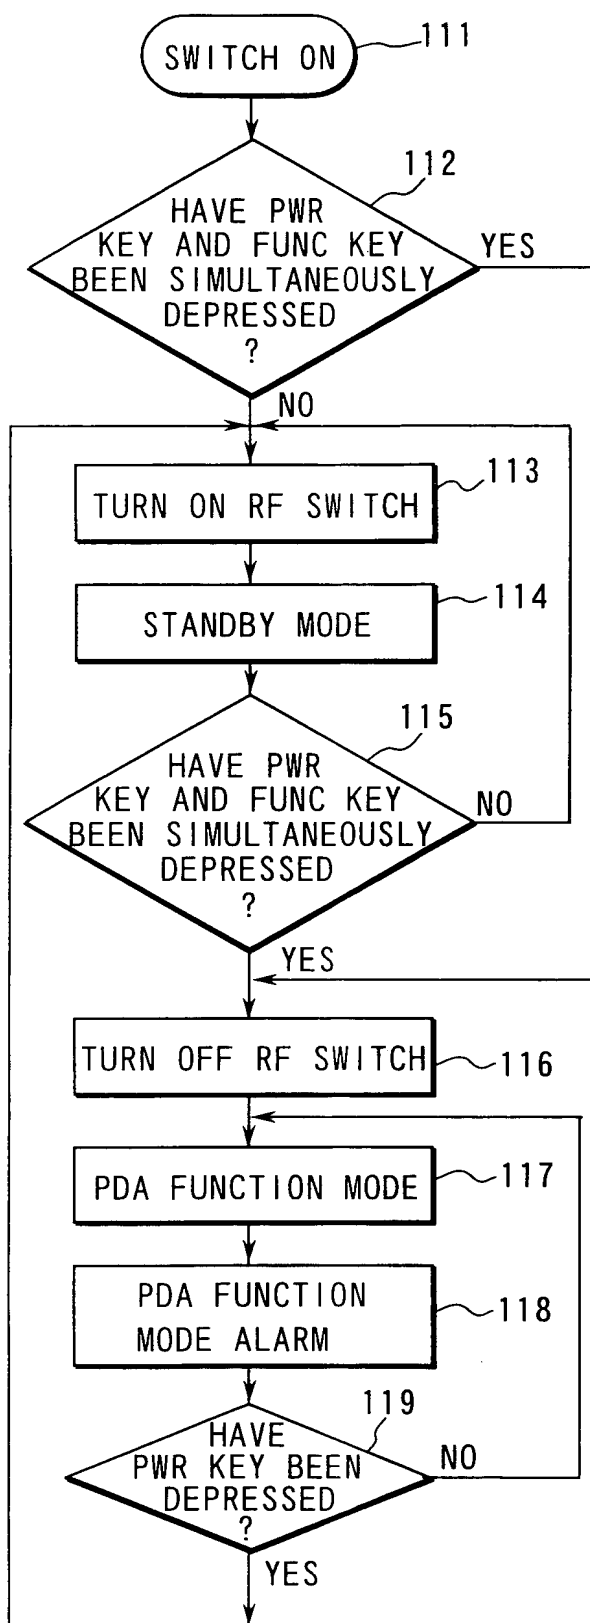 SWITCH ON
111
112
HAVE PWR
KEY AND FUNC KEY
BEEN SIMULTANEOUSLY
DEPRESSED
?
YES
NO
TURN ON RF SWITCH
113
STANDBY MODE
114
115
HAVE PWR
KEY AND FUNC KEY
BEEN SIMULTANEOUSLY
DEPRESSED
?
NO
YES
TURN OFF RF SWITCH
116
PDA FUNCTION MODE
117
PDA FUNCTION
MODE ALARM
118
119
HAVE
PWR KEY BEEN
DEPRESSED
?
NO
YES